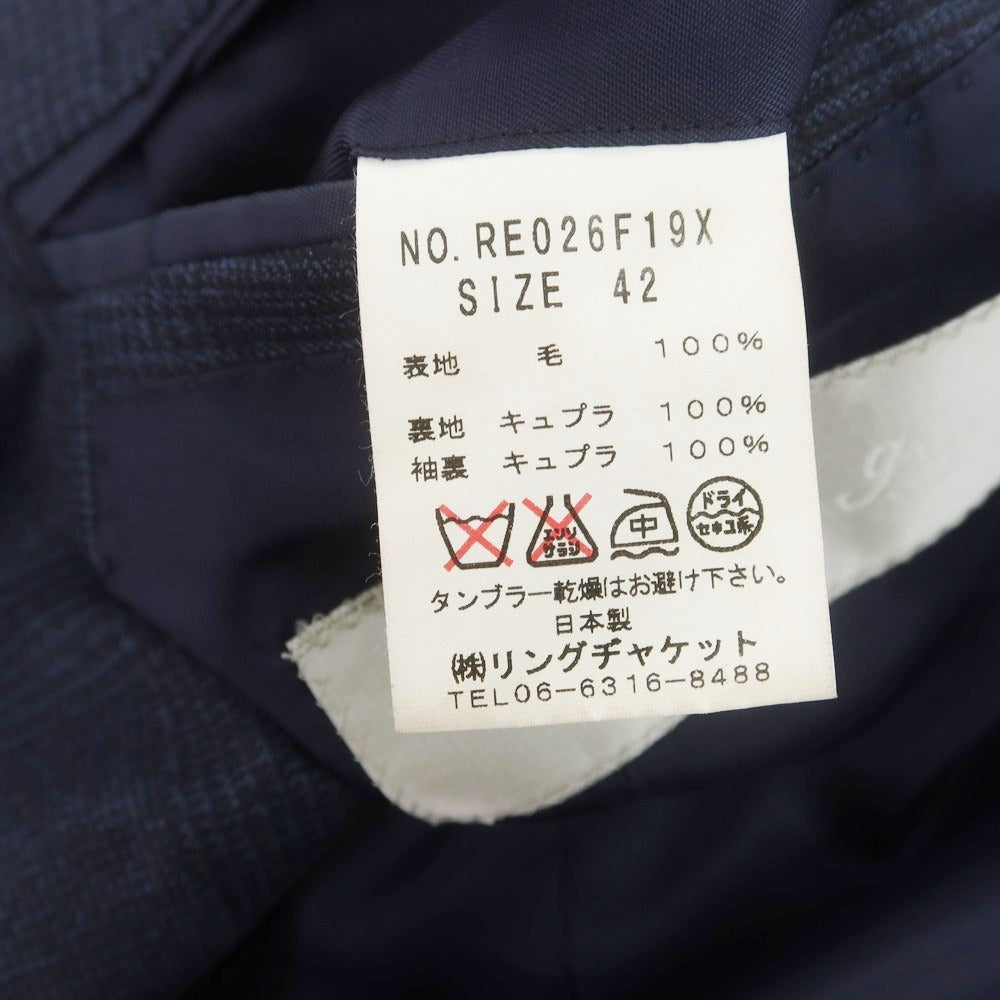 NO.RE026F19X
SIZE 42
表地 毛 100%
裏地 キュプラ 100%
袖裏 キュプラ 100%
エンソサラシ 中 ドライセキユ系
タンブラー乾燥はお避け下さい。
日本製
(株)リングヂャケット
TEL06-6316-8488